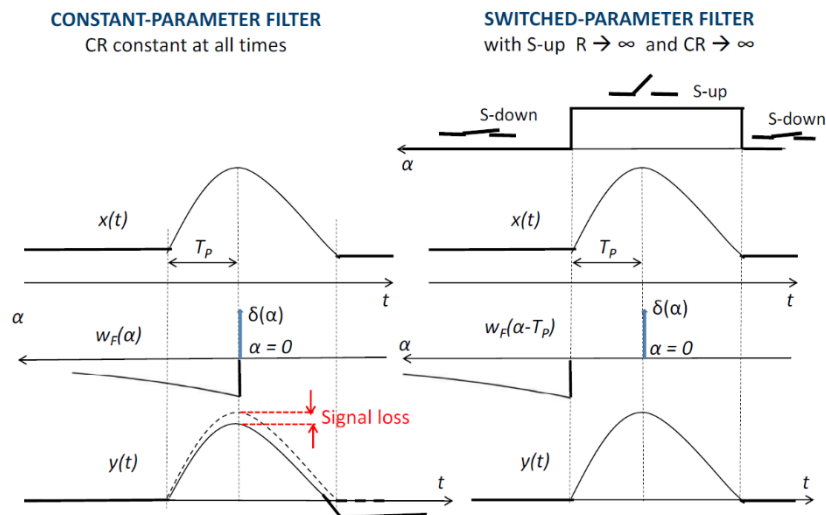 CONSTANT-PARAMETER FILTER
CR constant at all times
SWITCHED-PARAMETER FILTER
with S-up R → ∞ and CR → ∞
S-down
S-up
S-down
α
x(t)
T_P
t
x(t)
T_P
t
α
w_F(α)
δ(α)
α = 0
α
w_F(α-T_P)
δ(α)
α = 0
Signal loss
y(t)
t
y(t)
t